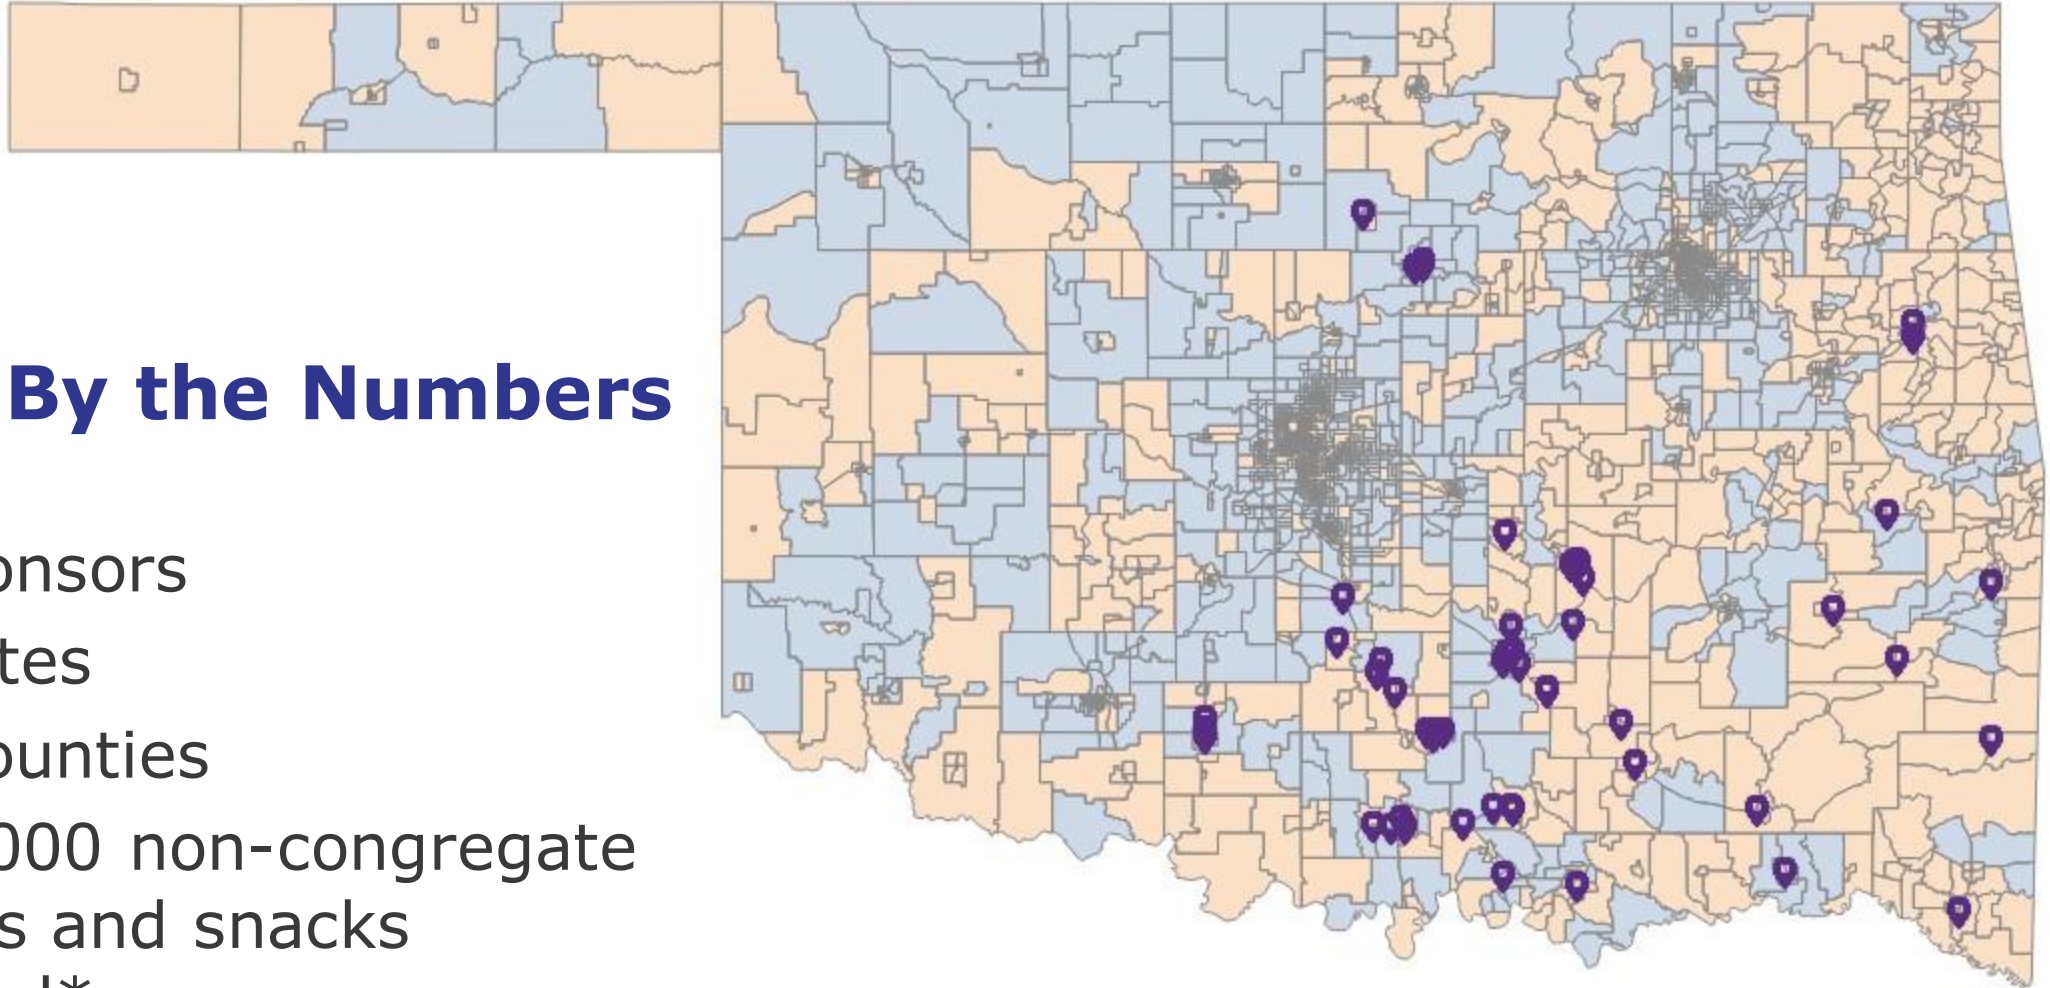 By the Numbers
onsors
tes
ounties
000 non-congregate
s and snacks